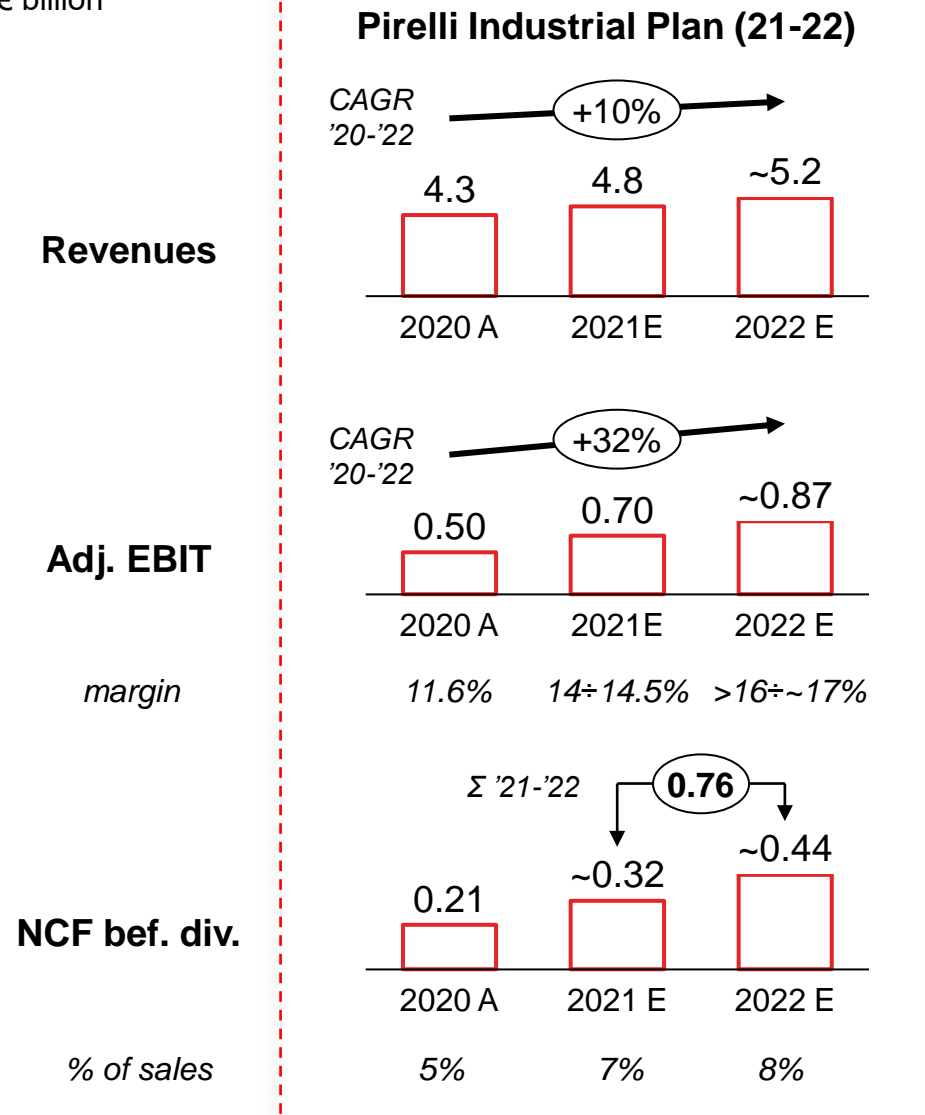 € billion
Pirelli Industrial Plan (21-22)
CAGR
'20-'22
+10%
4.3 4.8 ~5.2
Revenues
2020 A 2021E 2022 E
CAGR
'20-'22
+32%
0.50 0.70 ~0.87
Adj. EBIT
2020 A 2021E 2022 E
margin 11.6% 14÷14.5% >16÷~17%
Σ '21-'22 0.76
0.21 ~0.32 ~0.44
NCF bef. div.
2020 A 2021 E 2022 E
% of sales 5% 7% 8%